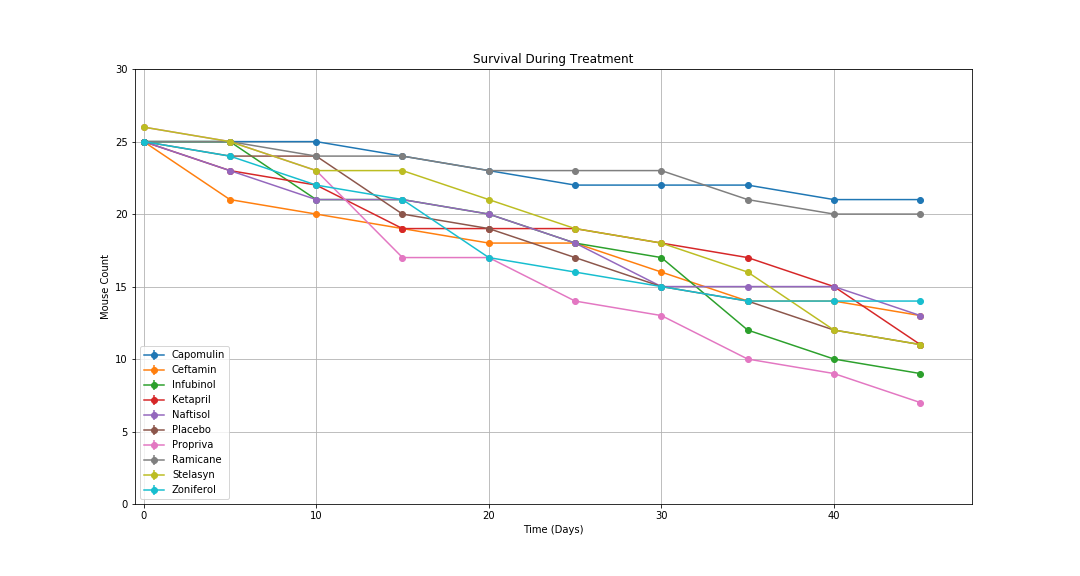 Survival During Treatment
30
25
20
15
10
5
0
Mouse Count
Capomulin
Ceftamin
Infubinol
Ketapril
Naftisol
Placebo
Propriva
Ramicane
Stelasyn
Zoniferol
0 10 20 30 40
Time (Days)